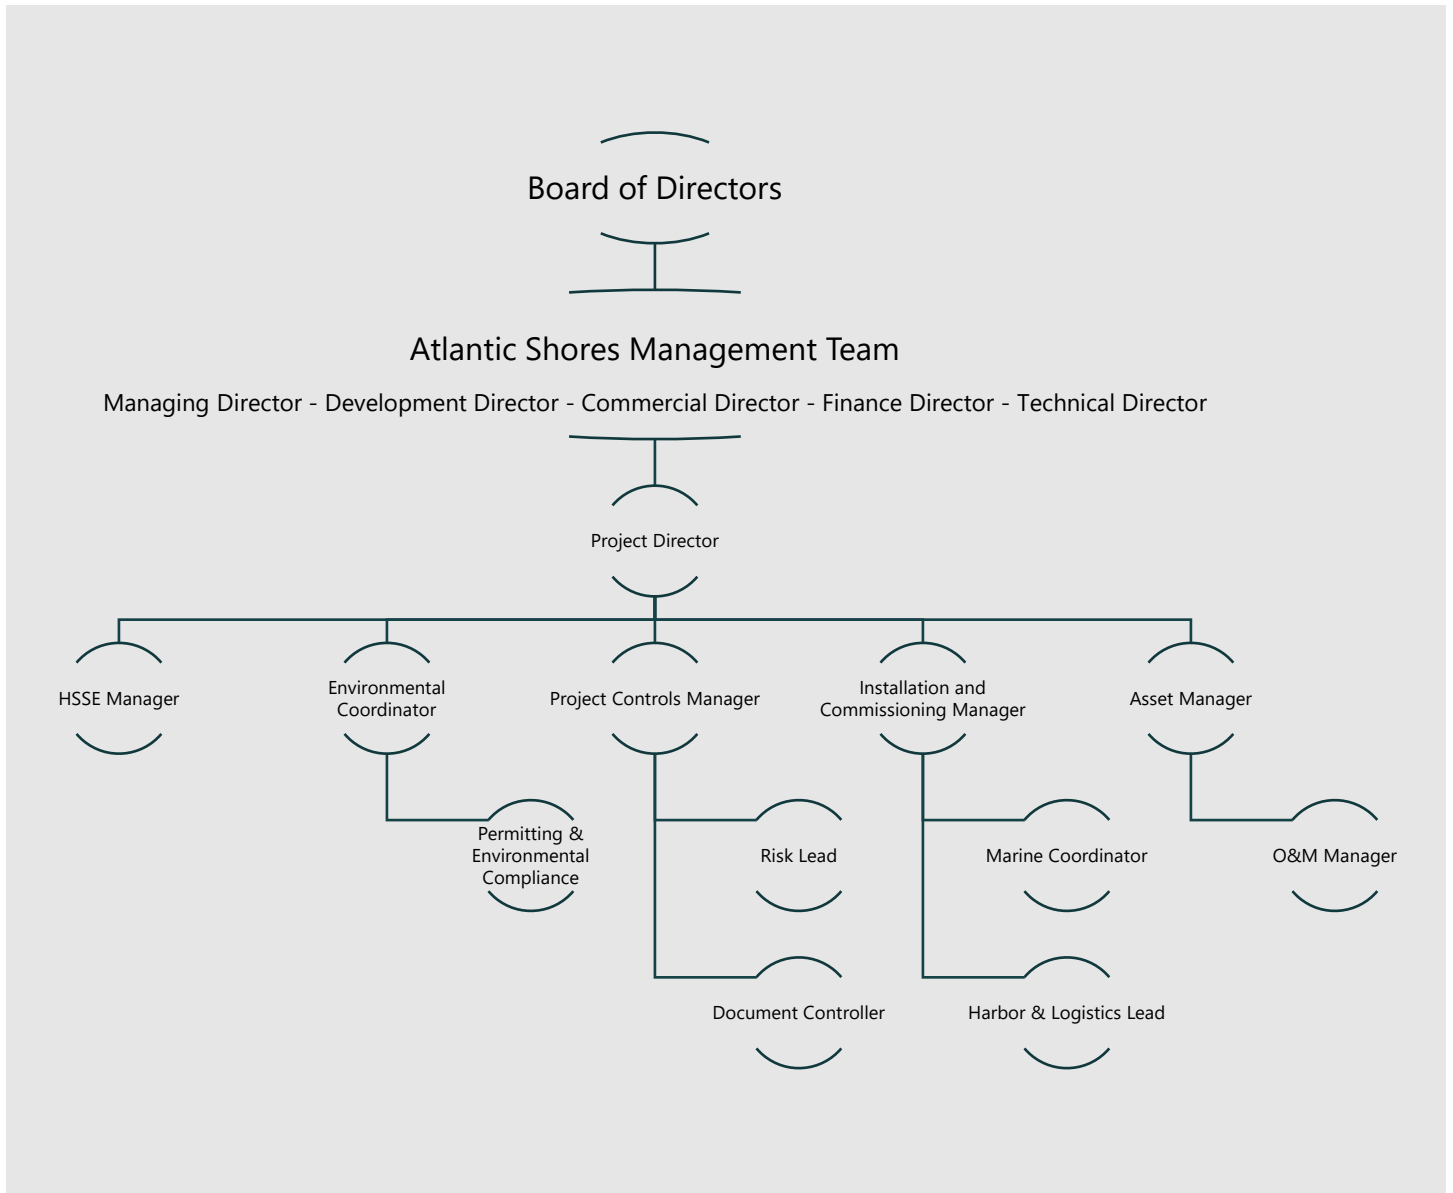 Board of Directors
Atlantic Shores Management Team
Managing Director - Development Director - Commercial Director - Finance Director - Technical Director
Project Director
HSSE Manager
Environmental
Coordinator
Project Controls Manager
Installation and
Commissioning Manager
Asset Manager
Permitting &
Environmental
Compliance
Risk Lead
Marine Coordinator
O&M Manager
Document Controller
Harbor & Logistics Lead